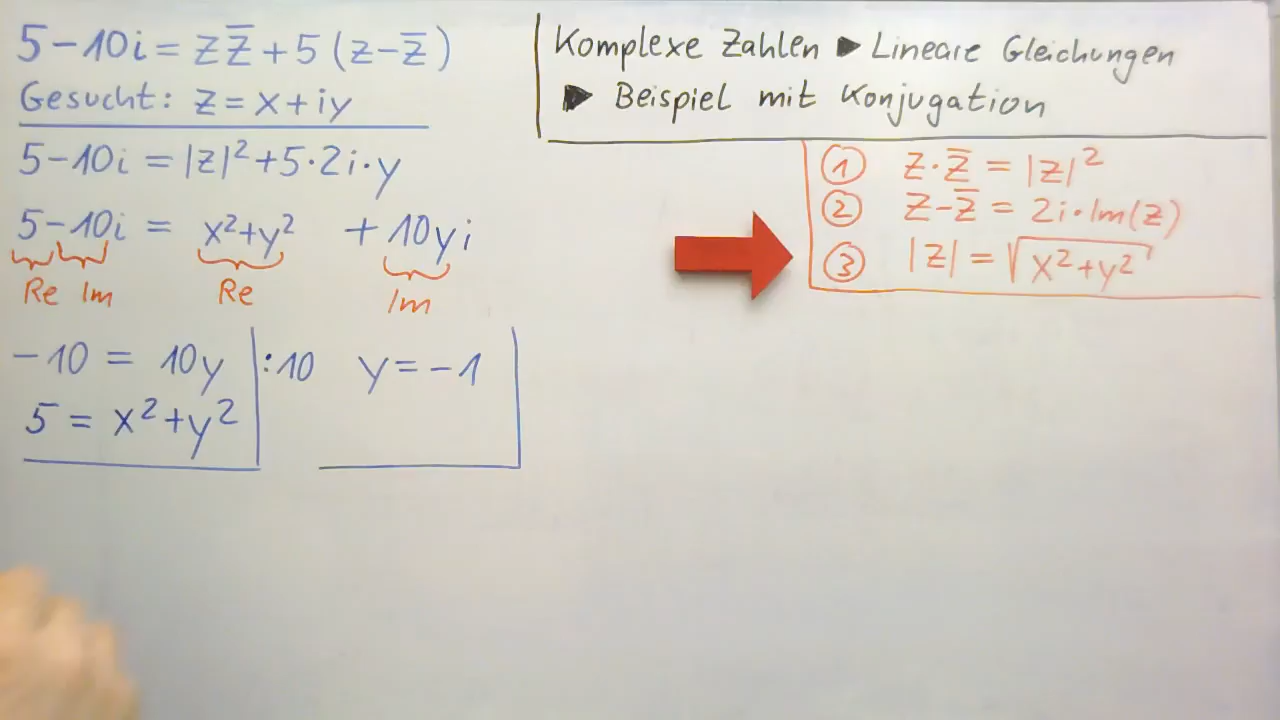 5-10i = zz̅ + 5(z-z̅)
Gesucht: z = x+iy
5-10i = |z|²+5·2i·y
5-10i = x²+y² + 10yi
Re Im Re Im
-10 = 10y |:10 y = -1
5 = x²+y²
Komplexe Zahlen ▶ Lineare Gleichungen
▶ Beispiel mit Konjugation
① z·z̅ = |z|²
② z-z̅ = 2i·Im(z)
③ |z| = √x²+y²